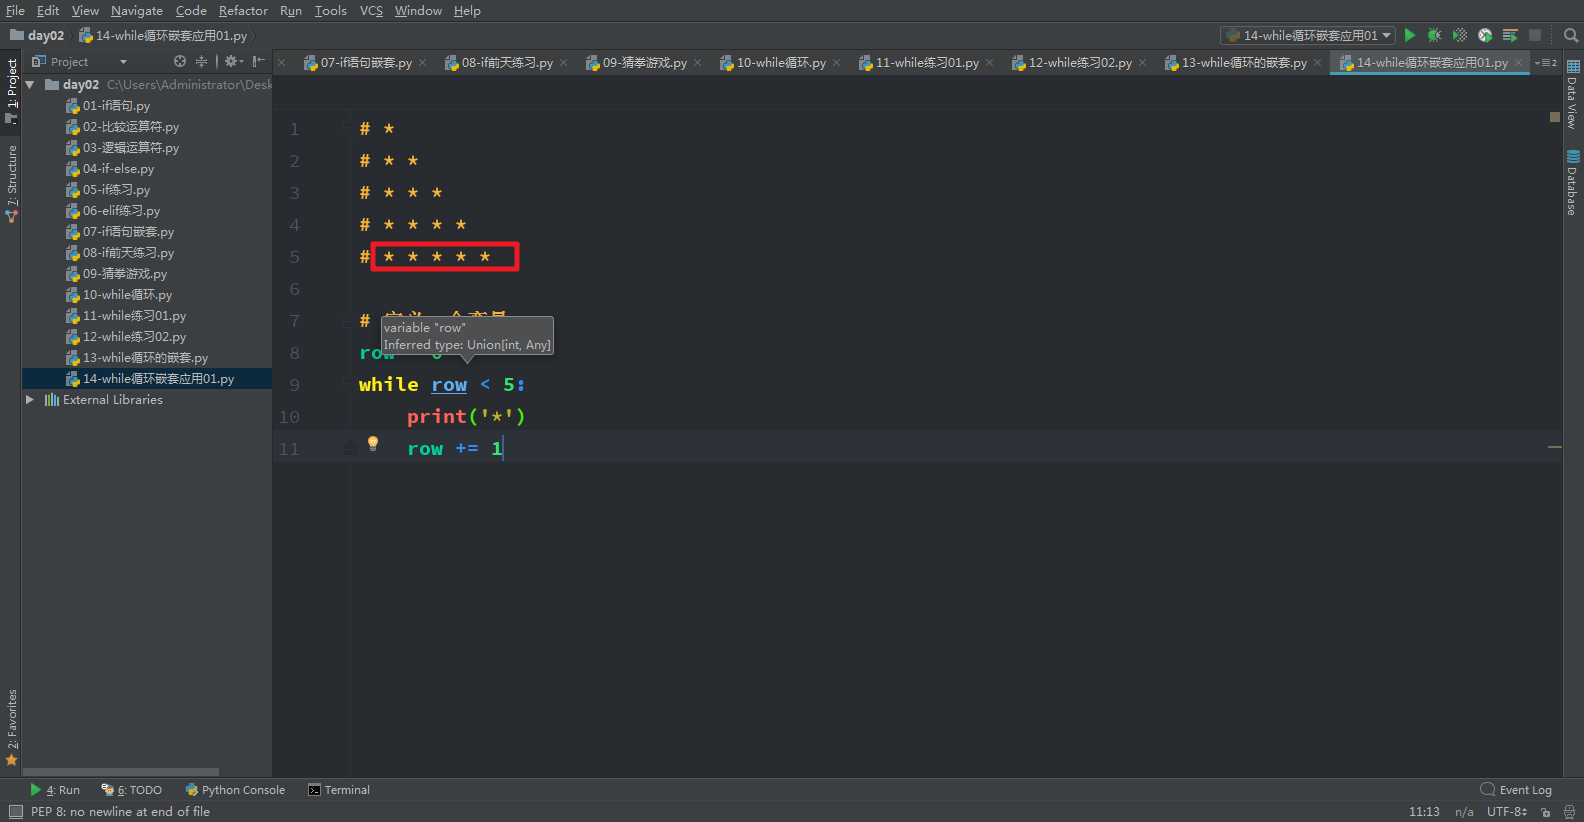 File Edit View Navigate Code Refactor Run Tools VCS Window Help
day02 14-while循环嵌套应用01.py
14-while循环嵌套应用01
Project
07-if语句嵌套.py
08-if前天练习.py
09-猜拳游戏.py
10-while循环.py
11-while练习01.py
12-while练习02.py
13-while循环的嵌套.py
14-while循环嵌套应用01.py
2
1: Project
7: Structure
2: Favorites
day02 C:\Users\Administrator\Desk
01-if语句.py
02-比较运算符.py
03-逻辑运算符.py
04-if-else.py
05-if练习.py
06-elif练习.py
07-if语句嵌套.py
08-if前天练习.py
09-猜拳游戏.py
10-while循环.py
11-while练习01.py
12-while练习02.py
13-while循环的嵌套.py
14-while循环嵌套应用01.py
External Libraries
1 # *
2 # * *
3 # * * *
4 # * * * *
5 # * * * * *
6
7 #
variable "row"
Inferred type: Union[int, Any]
8 row
9 while row < 5:
10 print('*')
11 row += 1
Data View
Database
4: Run 6: TODO Python Console Terminal
Event Log
PEP 8: no newline at end of file
11:13 n/a UTF-8